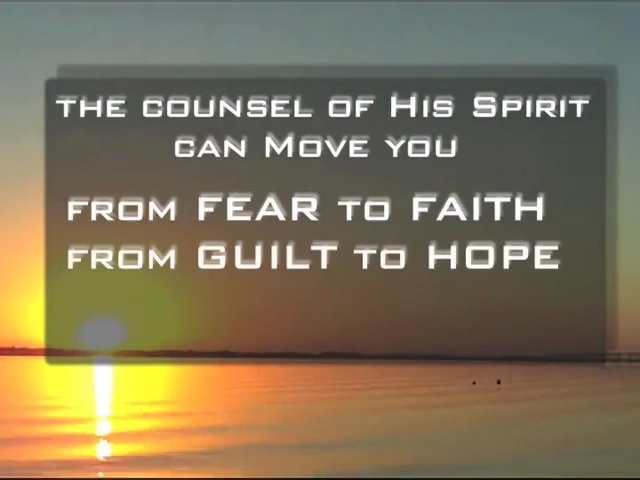 THE COUNSEL OF HIS SPIRIT
CAN MOVE YOU
FROM FEAR TO FAITH
FROM GUILT TO HOPE